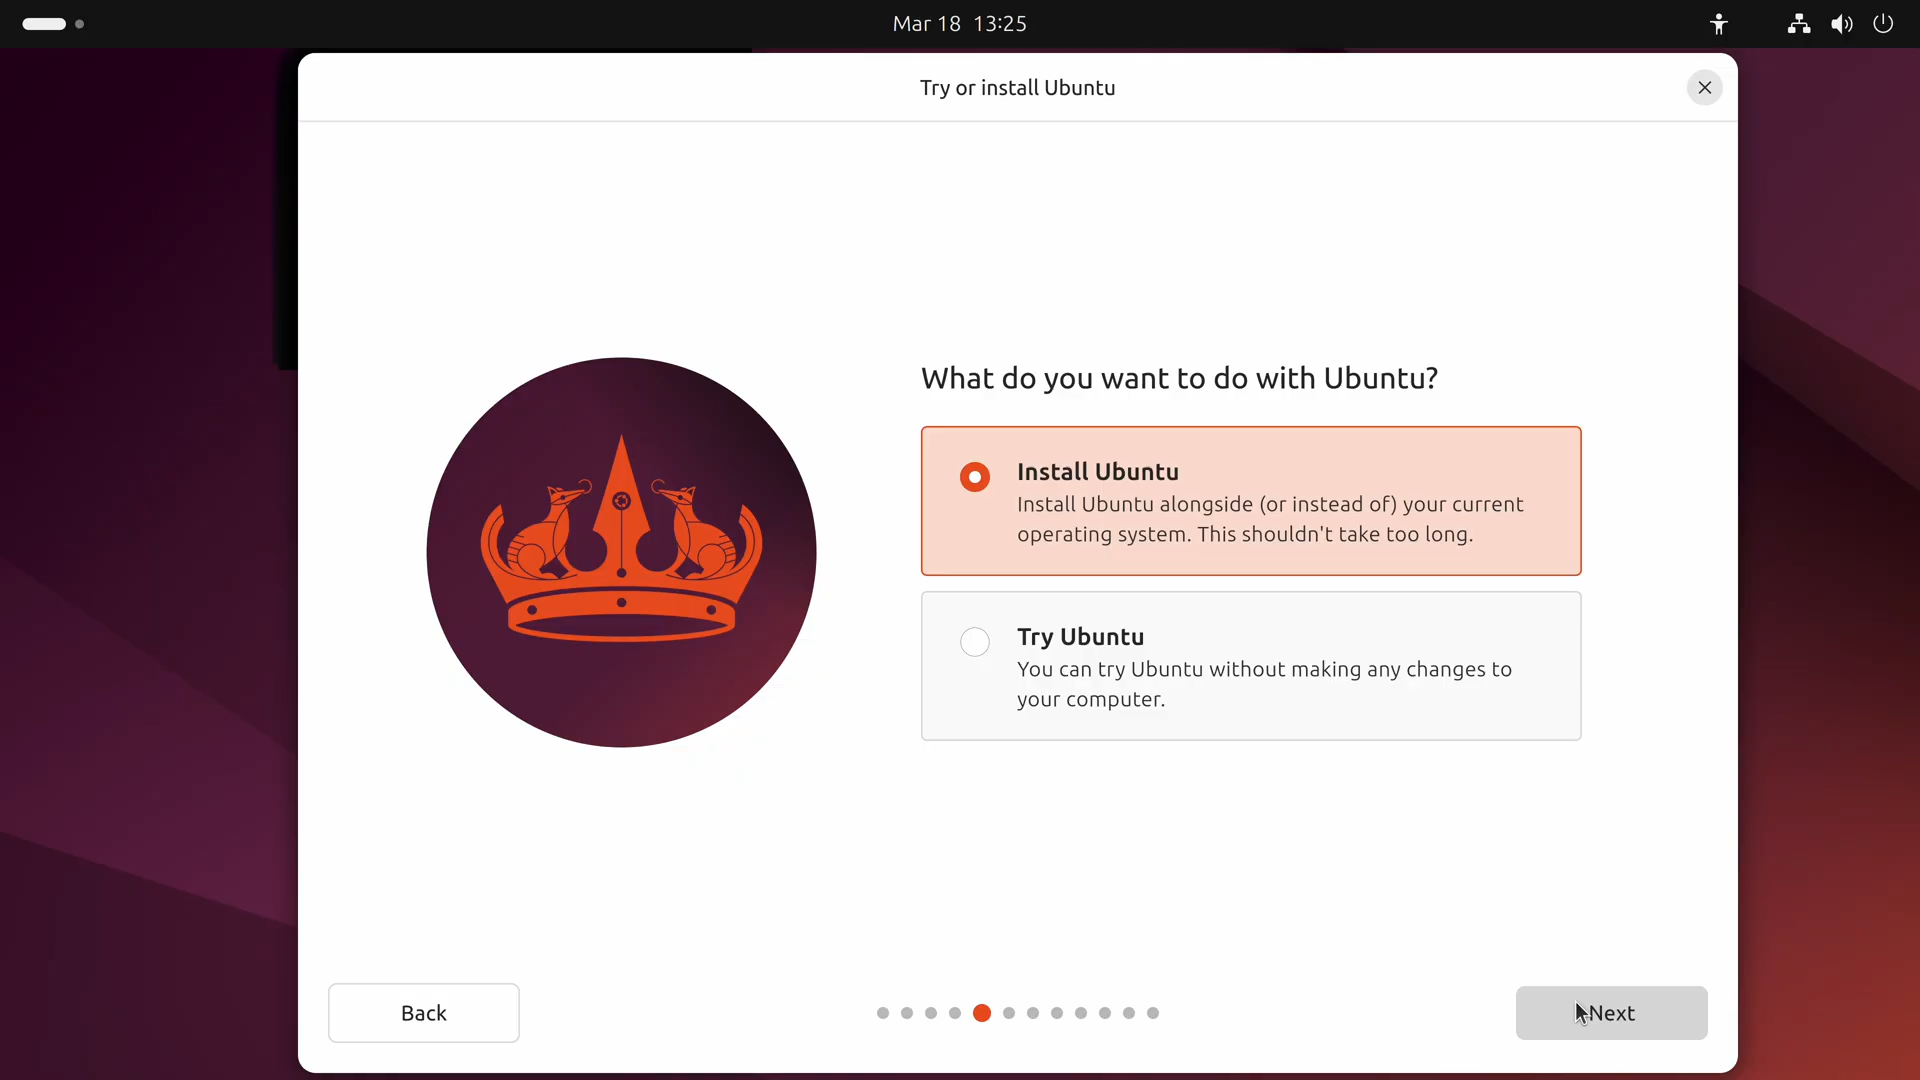 Mar 18 13:25
Try or install Ubuntu
What do you want to do with Ubuntu?
Install Ubuntu
Install Ubuntu alongside (or instead of) your current
operating system. This shouldn't take too long.
Try Ubuntu
You can try Ubuntu without making any changes to
your computer.
Back
Next